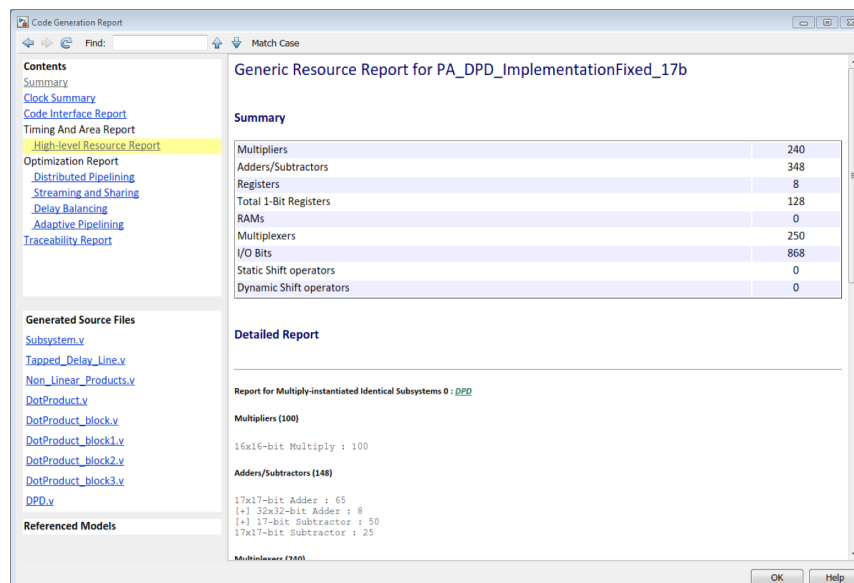 Code Generation Report
Find:
Match Case
Contents
Summary
Clock Summary
Code Interface Report
Timing And Area Report
High-level Resource Report
Optimization Report
Distributed Pipelining
Streaming and Sharing
Delay Balancing
Adaptive Pipelining
Traceability Report
Generated Source Files
Subsystem.v
Tapped_Delay_Line.v
Non_Linear_Products.v
DotProduct.v
DotProduct_block.v
DotProduct_block1.v
DotProduct_block2.v
DotProduct_block3.v
DPD.v
Referenced Models
Generic Resource Report for PA_DPD_ImplementationFixed_17b
Summary
Multipliers 240
Adders/Subtractors 348
Registers 8
Total 1-Bit Registers 128
RAMs 0
Multiplexers 250
I/O Bits 868
Static Shift operators 0
Dynamic Shift operators 0
Detailed Report
Report for Multiply-instantiated Identical Subsystems 0 : DPD
Multipliers (100)
16x16-bit Multiply : 100
Adders/Subtractors (148)
17x17-bit Adder : 65
[+] 32x32-bit Adder : 8
[+] 17-bit Subtractor : 50
17x17-bit Subtractor : 25
Multiplexers (240)
OK
Help